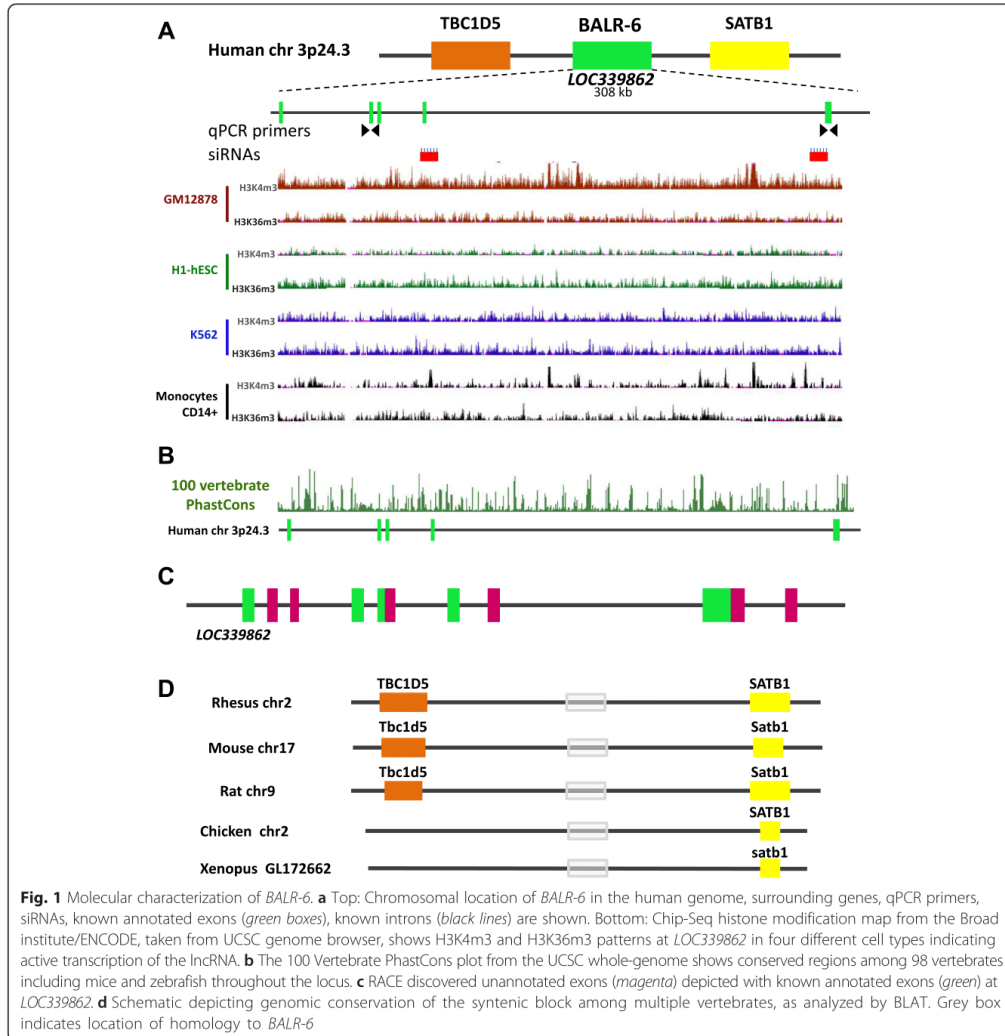 A
TBC1D5
BALR-6
SATB1
Human chr 3p24.3
LOC339862
308 kb
qPCR primers
siRNAs
GM12878
H3K4m3
H3K36m3
H1-hESC
H3K4m3
H3K36m3
K562
H3K4m3
H3K36m3
Monocytes
CD14+
H3K4m3
H3K36m3
B
100 vertebrate
PhastCons
Human chr 3p24.3
C
LOC339862
D
TBC1D5
SATB1
Rhesus chr2
Tbc1d5
Satb1
Mouse chr17
Tbc1d5
Satb1
Rat chr9
SATB1
Chicken chr2
satb1
Xenopus GL172662
Fig. 1 Molecular characterization of BALR-6. a Top: Chromosomal location of BALR-6 in the human genome, surrounding genes, qPCR primers,
siRNAs, known annotated exons (green boxes), known introns (black lines) are shown. Bottom: Chip-Seq histone modification map from the Broad
institute/ENCODE, taken from UCSC genome browser, shows H3K4m3 and H3K36m3 patterns at LOC339862 in four different cell types indicating
active transcription of the lncRNA. b The 100 Vertebrate PhastCons plot from the UCSC whole-genome shows conserved regions among 98 vertebrates
including mice and zebrafish throughout the locus. c RACE discovered unannotated exons (magenta) depicted with known annotated exons (green) at
LOC339862. d Schematic depicting genomic conservation of the syntenic block among multiple vertebrates, as analyzed by BLAT. Grey box
indicates location of homology to BALR-6